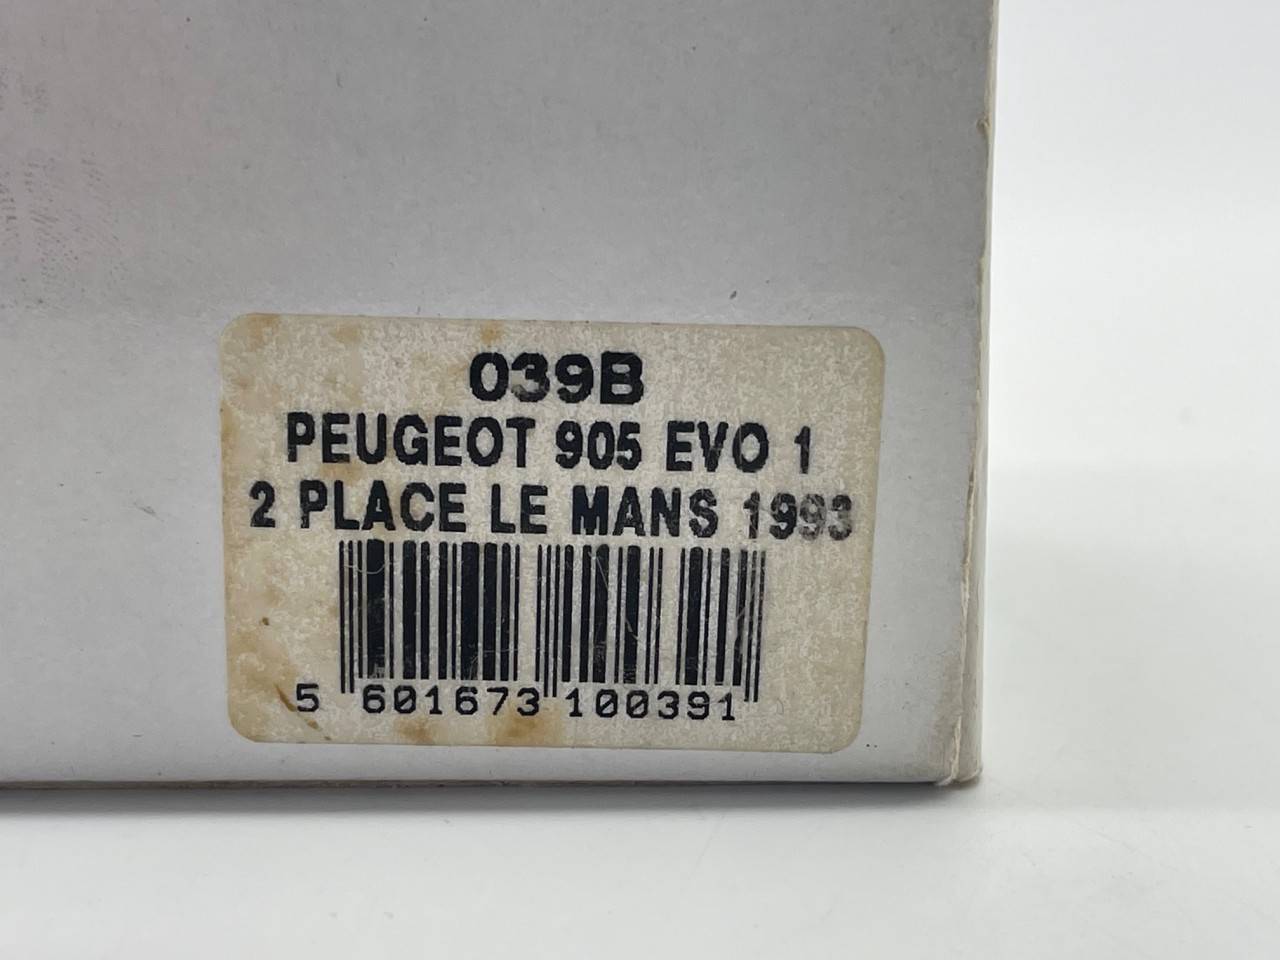 039B
PEUGEOT 905 EVO 1
2 PLACE LE MANS 1993
5 601673 100391